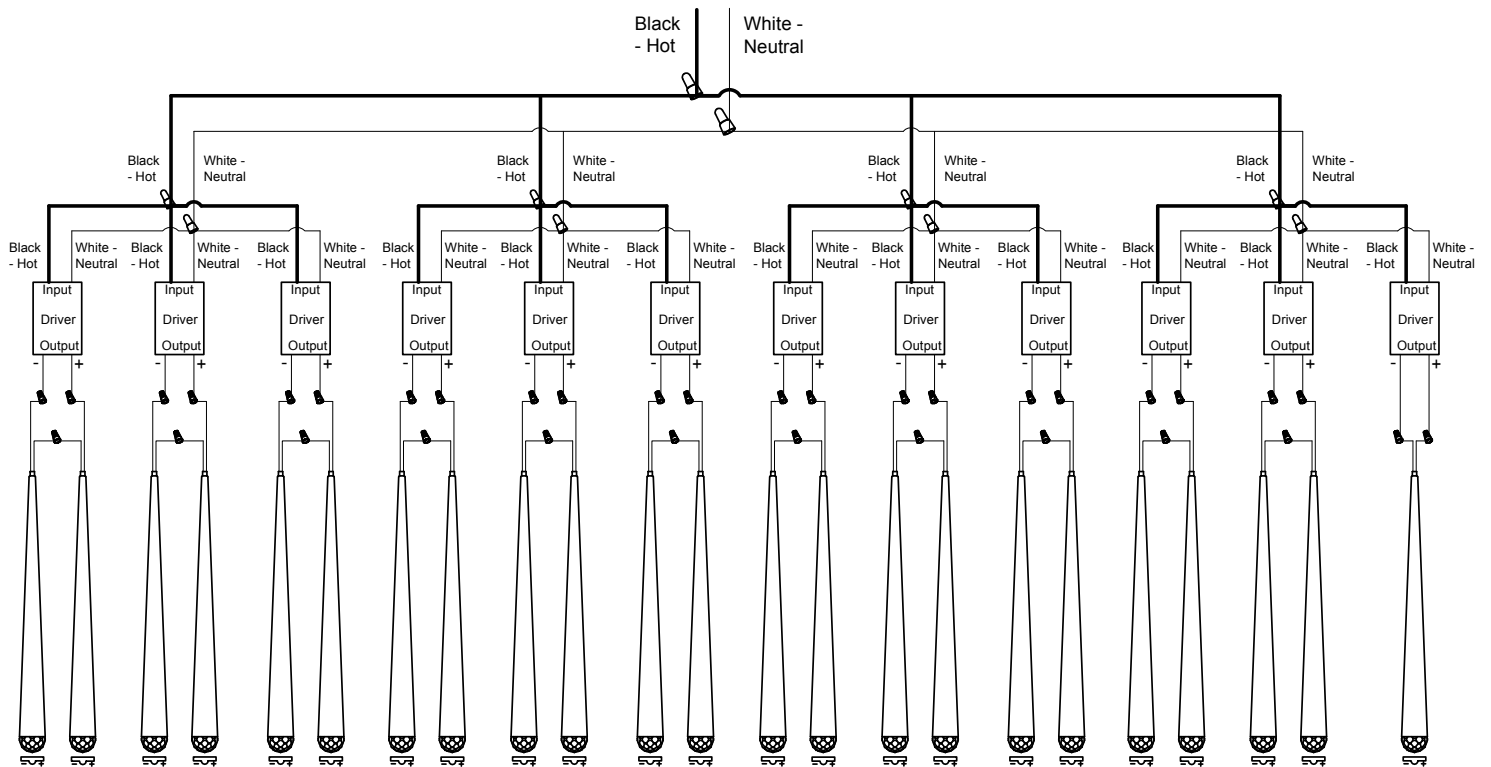 Black
- Hot
White -
Neutral
Black
- Hot
White -
Neutral
Black
- Hot
White -
Neutral
Black
- Hot
White -
Neutral
Black
- Hot
White -
Neutral
Black
- Hot
White -
Neutral
Black
- Hot
White -
Neutral
Black
- Hot
White -
Neutral
Black
- Hot
White -
Neutral
Black
- Hot
White -
Neutral
Black
- Hot
White -
Neutral
Black
- Hot
White -
Neutral
Black
- Hot
White -
Neutral
Black
- Hot
White -
Neutral
Black
- Hot
White -
Neutral
Black
- Hot
White -
Neutral
Black
- Hot
White -
Neutral
Input
Driver
Output
- +
Input
Driver
Output
- +
Input
Driver
Output
- +
Input
Driver
Output
- +
Input
Driver
Output
- +
Input
Driver
Output
- +
Input
Driver
Output
- +
Input
Driver
Output
- +
Input
Driver
Output
- +
Input
Driver
Output
- +
Input
Driver
Output
- +
Input
Driver
Output
- +